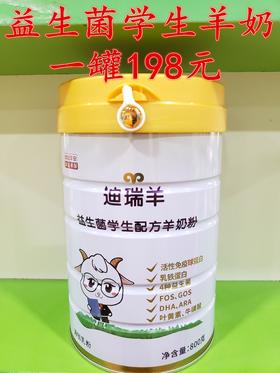 益生菌学生羊奶
一罐198元
迪瑞羊
益生菌学生配方羊奶粉
活性免疫球蛋白
乳铁蛋白
4种益生菌
FOS、GOS
DHA、ARA
叶黄素、牛磺酸
净含量：800克